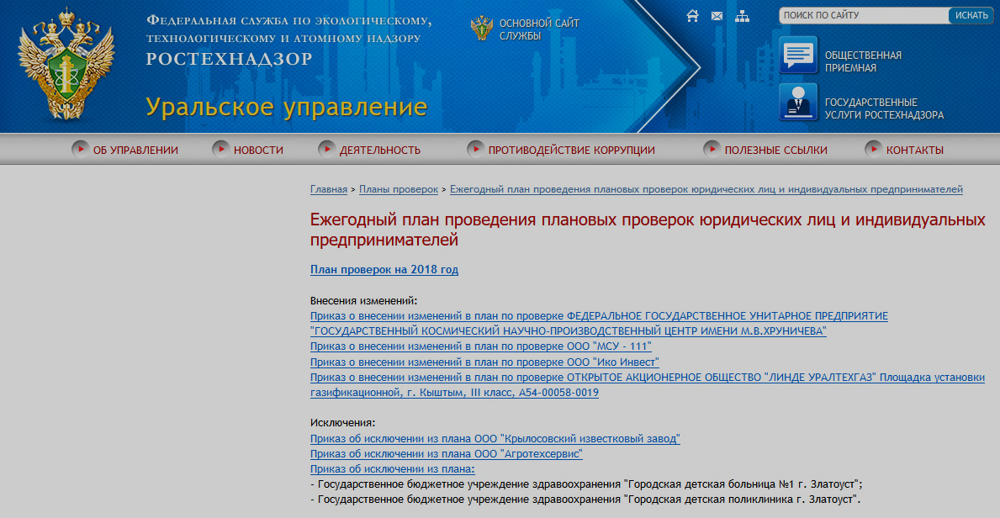 Федеральная служба по экологическому,
технологическому и атомному надзору
РОСТЕХНАДЗОР
Уральское управление
ОСНОВНОЙ САЙТ
СЛУЖБЫ
ПОИСК ПО САЙТУ
ИСКАТЬ
ОБЩЕСТВЕННАЯ
ПРИЕМНАЯ
ГОСУДАРСТВЕННЫЕ
УСЛУГИ РОСТЕХНАДЗОРА
ОБ УПРАВЛЕНИИ НОВОСТИ ДЕЯТЕЛЬНОСТЬ ПРОТИВОДЕЙСТВИЕ КОРРУПЦИИ ПОЛЕЗНЫЕ ССЫЛКИ КОНТАКТЫ
Главная > Планы проверок > Ежегодный план проведения плановых проверок юридических лиц и индивидуальных предпринимателей
Ежегодный план проведения плановых проверок юридических лиц и индивидуальных
предпринимателей
План проверок на 2018 год
Внесения изменений:
Приказ о внесении изменений в план по проверке ФЕДЕРАЛЬНОЕ ГОСУДАРСТВЕННОЕ УНИТАРНОЕ ПРЕДПРИЯТИЕ
"ГОСУДАРСТВЕННЫЙ КОСМИЧЕСКИЙ НАУЧНО-ПРОИЗВОДСТВЕННЫЙ ЦЕНТР ИМЕНИ М.В.ХРУНИЧЕВА"
Приказ о внесении изменений в план по проверке ООО "МСУ - 111"
Приказ о внесении изменений в план по проверке ООО "Ико Инвест"
Приказ о внесении изменений в план по проверке ОТКРЫТОЕ АКЦИОНЕРНОЕ ОБЩЕСТВО "ЛИНДЕ УРАЛТЕХГАЗ" Площадка установки
газификационной, г. Кыштым, III класс, А54-00058-0019
Исключения:
Приказ об исключении из плана ООО "Крылосовский известковый завод"
Приказ об исключении из плана ООО "Агротехсервис"
Приказ об исключении из плана:
- Государственное бюджетное учреждение здравоохранения "Городская детская больница №1 г. Златоуст";
- Государственное бюджетное учреждение здравоохранения "Городская детская поликлиника г. Златоуст".